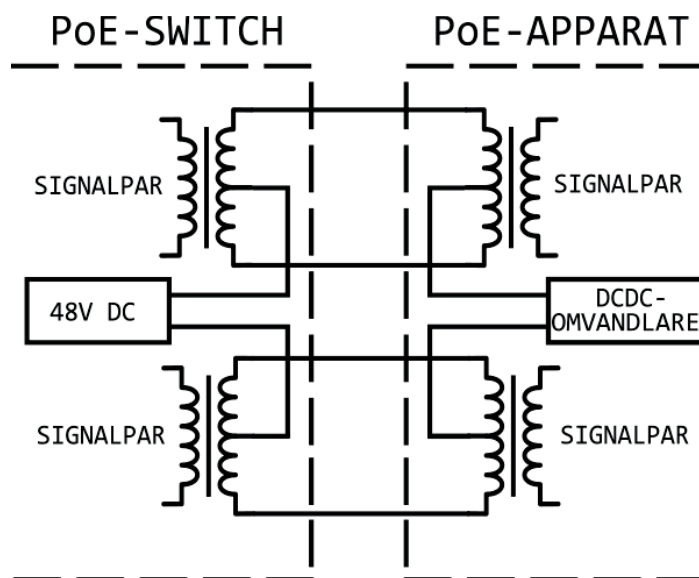 PoE-SWITCH
PoE-APPARAT
SIGNALPAR
SIGNALPAR
48V DC
DCDC-
OMVANDLARE
SIGNALPAR
SIGNALPAR